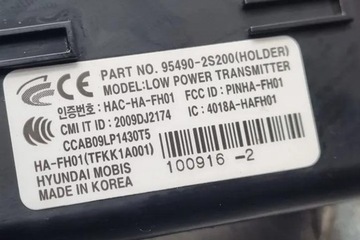 PART NO. 95490-2S200(HOLDER)
MODEL:LOW POWER TRANSMITTER
인증번호 : HAC-HA-FH01 FCC ID : PINHA-FH01
CMI IT ID : 2009DJ2174 IC : 4018A-HAFH01
CCAB09LP1430T5
HA-FH01(TFKK1A001)
HYUNDAI MOBIS
MADE IN KOREA
100916 -2